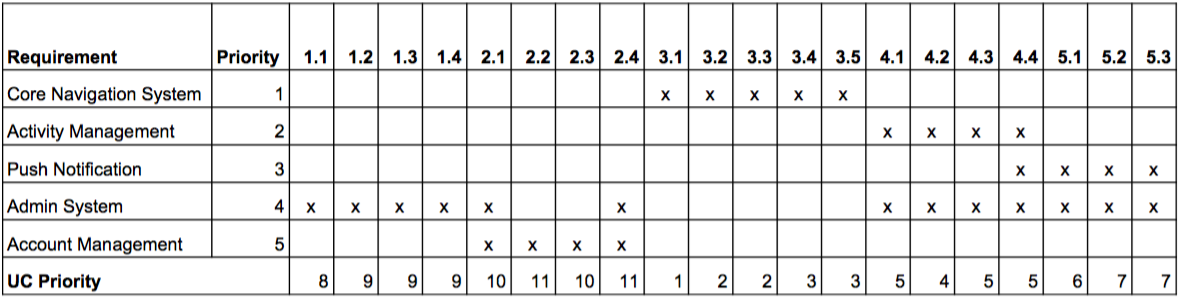 Requirement Priority 1.1 1.2 1.3 1.4 2.1 2.2 2.3 2.4 3.1 3.2 3.3 3.4 3.5 4.1 4.2 4.3 4.4 5.1 5.2 5.3
Core Navigation System 1 x x x x x
Activity Management 2 x x x x
Push Notification 3 x x x x
Admin System 4 x x x x x x x x x x x x x
Account Management 5 x x x x
UC Priority 8 9 9 9 10 11 10 11 1 2 2 3 3 5 4 5 5 6 7 7